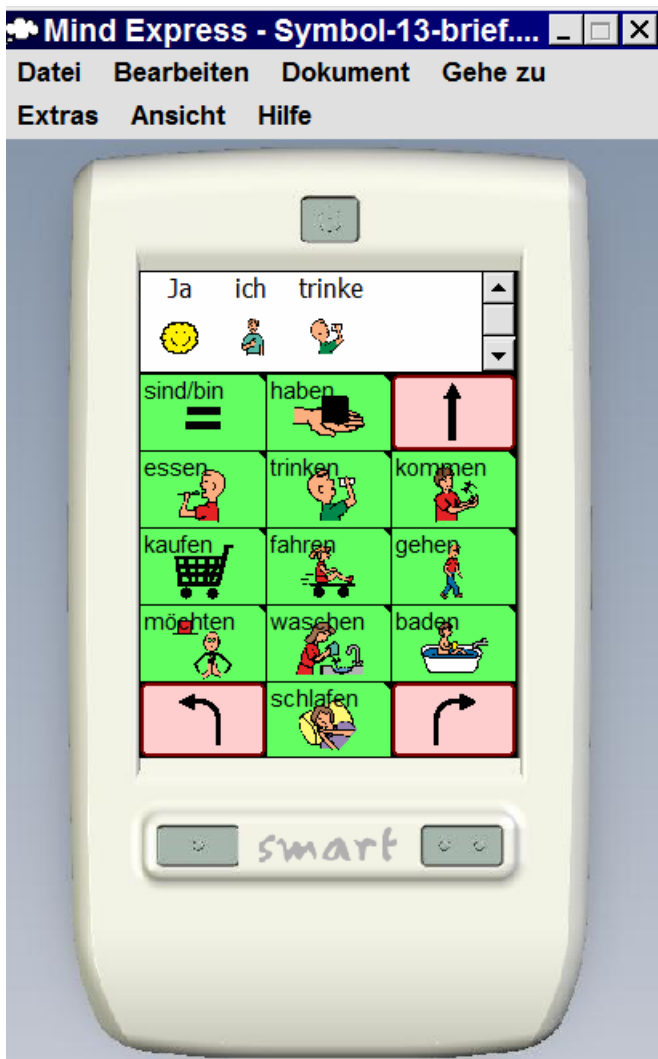 Mind Express - Symbol-13-brief....
Datei Bearbeiten Dokument Gehe zu
Extras Ansicht Hilfe
Ja ich trinke
sind/bin haben
essen trinken kommen
kaufen fahren gehen
möchten waschen baden
schlafen
smart